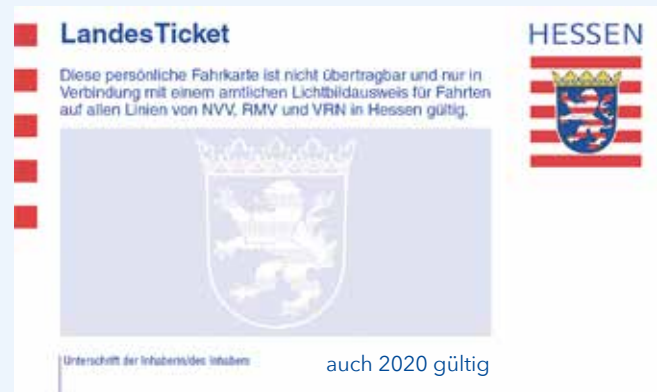 LandesTicket
HESSEN
Diese persönliche Fahrkarte ist nicht übertragbar und nur in
Verbindung mit einem amtlichen Lichtbildausweis für Fahrten
auf allen Linien von NVV, RMV und VRN in Hessen gültig.
Unterschrift der Inhaberin/des Inhabers
auch 2020 gültig